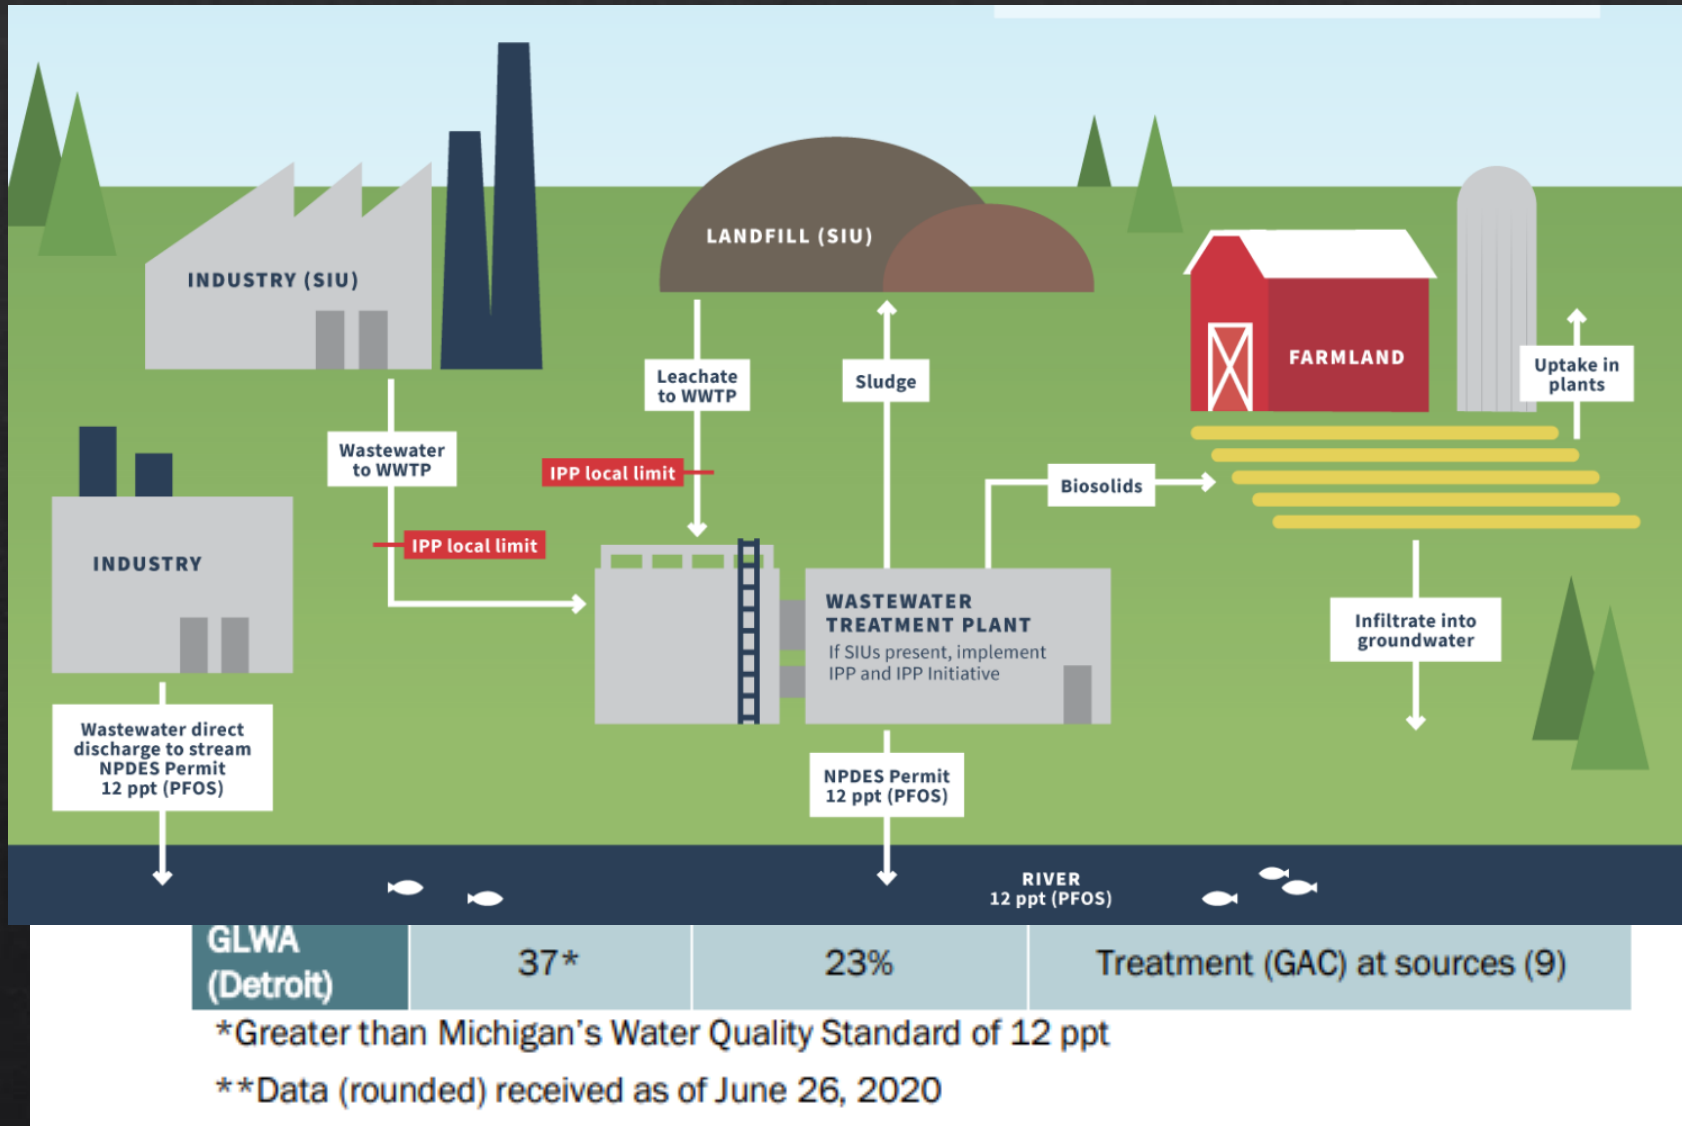 LANDFILL (SIU)
INDUSTRY (SIU)
FARMLAND
Uptake in
plants
Leachate
to WWTP
Sludge
Wastewater
to WWTP
IPP local limit
Biosolids
IPP local limit
INDUSTRY
WASTEWATER
TREATMENT PLANT
If SIUs present, implement
IPP and IPP Initiative
Infiltrate into
groundwater
Wastewater direct
discharge to stream
NPDES Permit
12 ppt (PFOS)
NPDES Permit
12 ppt (PFOS)
RIVER
12 ppt (PFOS)
GLWA
(Detroit)
37*
23%
Treatment (GAC) at sources (9)
*Greater than Michigan's Water Quality Standard of 12 ppt
**Data (rounded) received as of June 26, 2020